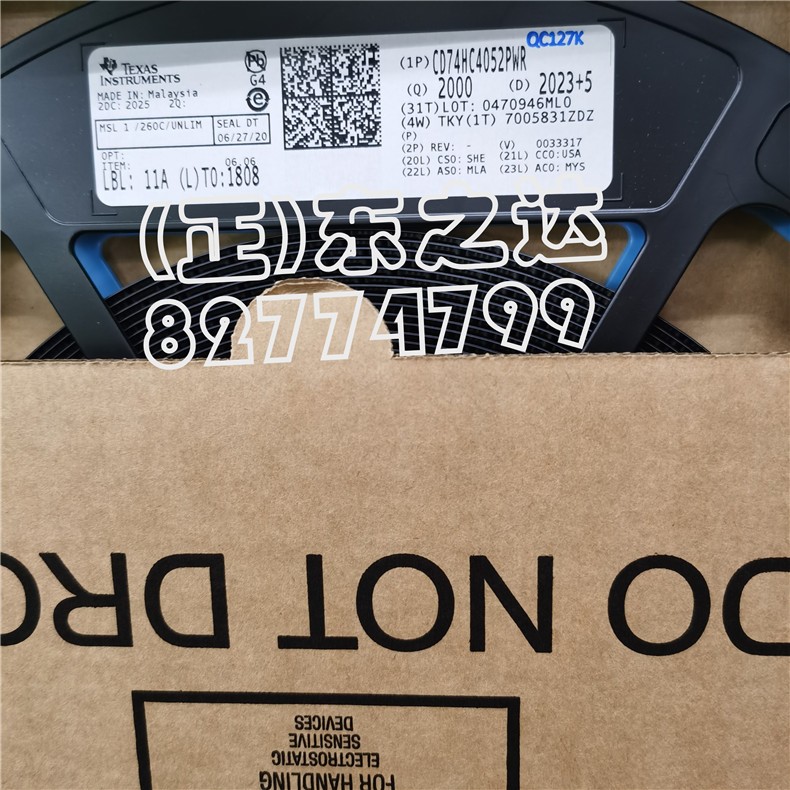 QC127K
TEXAS
INSTRUMENTS
MADE IN: Malaysia
2DC: 2025 2Q:
Pb
G4
e
MSL 1 /260C/UNLIM
SEAL DT
06/27/20
OPT:
ITEM: 06.06
LBL: 11A (L)TO:1808
(1P) CD74HC4052PWR
(Q) 2000 (D) 2023+5
(31T)LOT: 0470946ML0
(4W) TKY(1T) 7005831ZDZ
(P)
(2P) REV: - (V) 0033317
(20L) CSO: SHE (21L) CCO:USA
(22L) ASO: MLA (23L) ACO: MYS
(正)东之达
82774799
DO NOT DRO
FOR HANDLING
ELECTROSTATIC
SENSITIVE
DEVICES